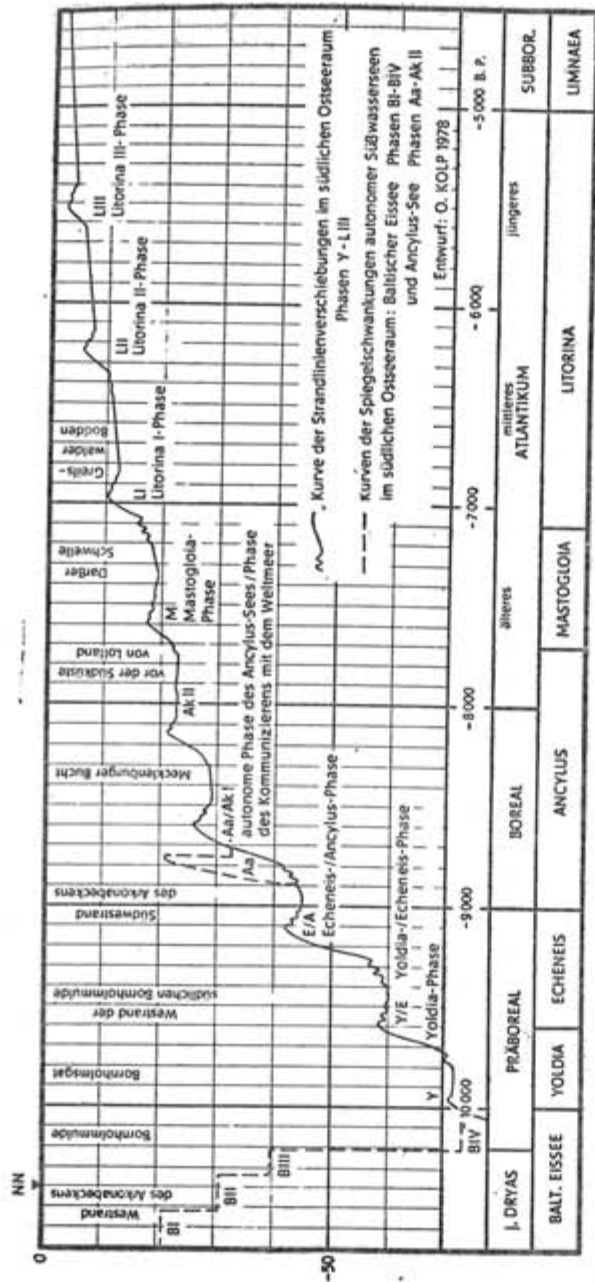 NN
0
-50
Westrand
des Arkonabeckens
Bornholmmulde
Bornholmsgat
Westrand der
südlichen Bornholmmulde
Südwestrand
des Arkonabeckens
Mecklenburger Bucht
vor der Südküste
von Lolland
Darßer
Schwelle
Greifs-
walder
Bodden
BI
BII
BIII
BIV
Y
Yoldia-Phase
Y/E Yoldia-/Echeneis-Phase
E/A
Echeneis-/Ancylus-Phase
Aa
Aa/Ak I
autonome Phase des Ancylus-Sees/Phase
des Kommunizierens mit dem Weltmeer
Ak II
M
Mastogloia-
Phase
LI
Litorina I-Phase
LII
Litorina II-Phase
LIII
Litorina III-Phase
Kurve der Strandlinienverschiebungen im südlichen Ostseeraum
Phasen Y-LIII
Kurven der Spiegelschwankungen autonomer Süßwasserseen
im südlichen Ostseeraum: Baltischer Eissee Phasen BI-BIV
und Ancylus-See Phasen Aa-Ak II
Entwurf: O. KOLP 1978
-10000
-9000
-8000
-7000
-6000
-5000 B. P.
J. DRYAS
PRÄBOREAL
BOREAL
älteres
mittleres
ATLANTIKUM
jüngeres
SUBBOR.
BALT. EISSEE
YOLDIA
ECHENEIS
ANCYLUS
MASTOGLOIA
LITORINA
LIMNAEA